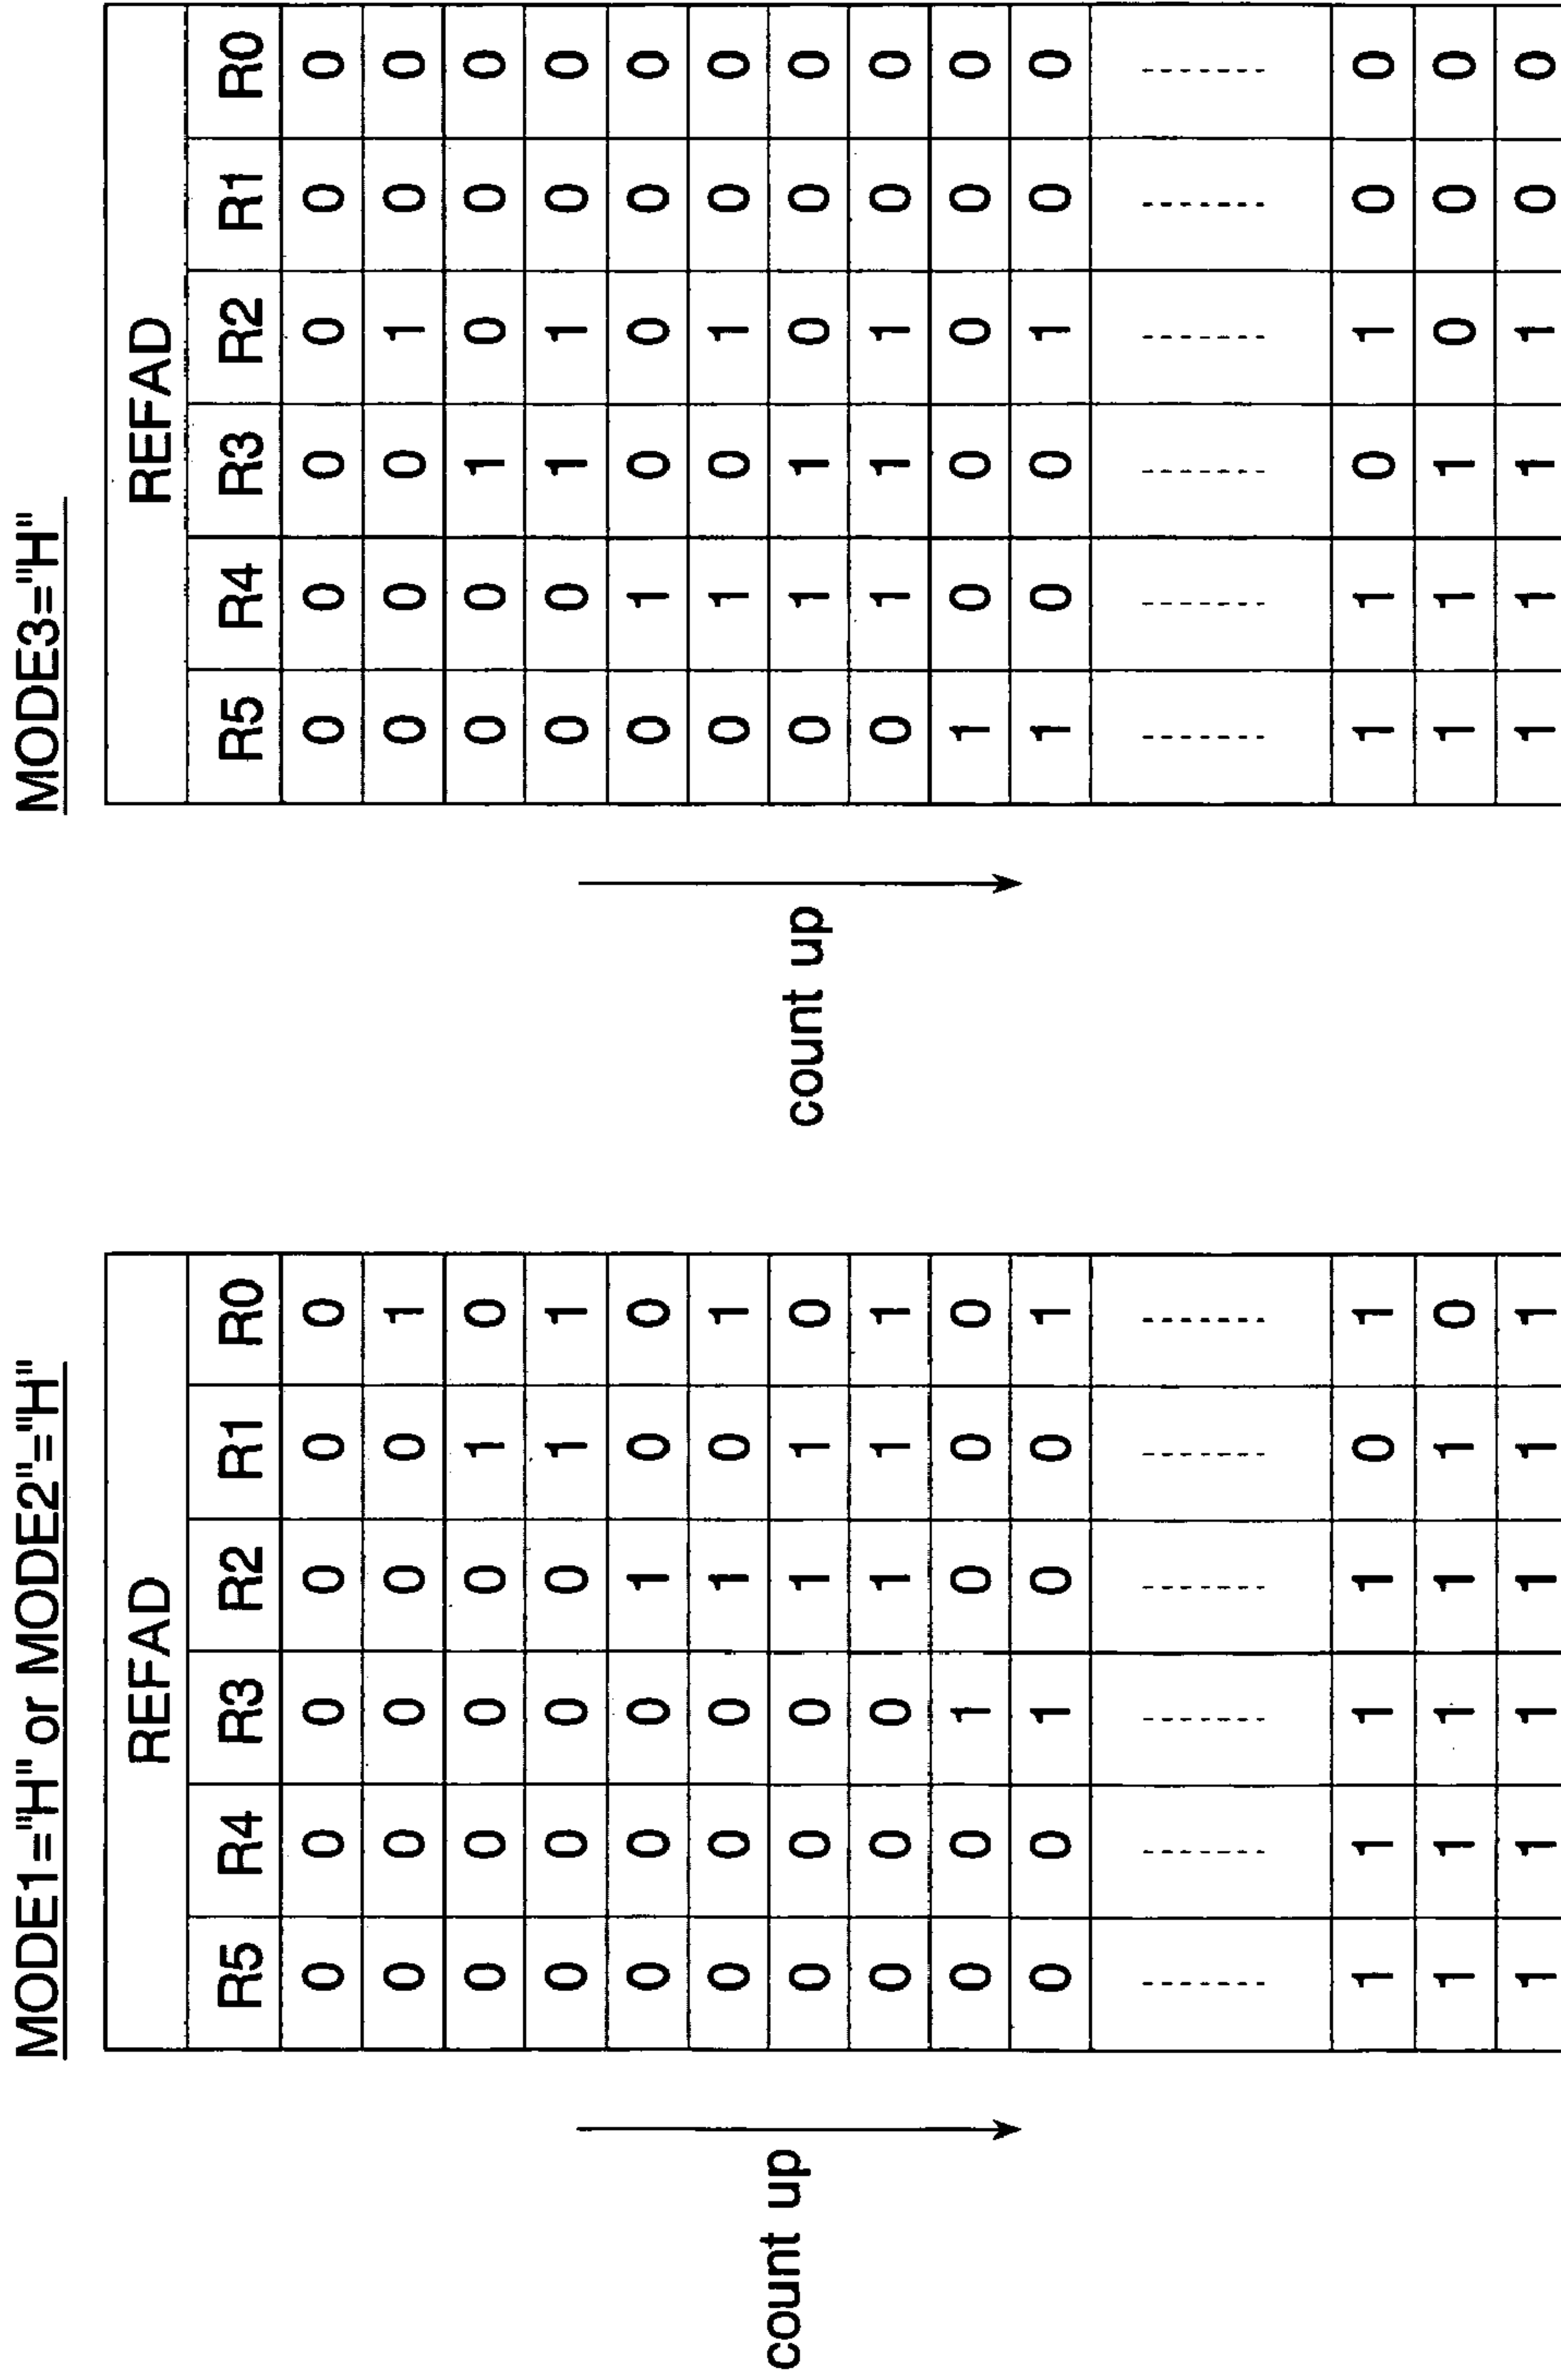 MODE1="H" or MODE2"="H"
REFAD
R5 R4 R3 R2 R1 R0
0 0 0 0 0 0
0 0 0 0 0 1
0 0 0 0 1 0
0 0 0 0 1 1
0 0 0 1 0 0
0 0 0 1 0 1
0 0 0 1 1 0
0 0 0 1 1 1
0 0 1 0 0 0
0 0 1 0 0 1
1 1 1 1 0 1
1 1 1 1 1 0
1 1 1 1 1 1
count up
MODE3="H"
REFAD
R5 R4 R3 R2 R1 R0
0 0 0 0 0 0
0 0 0 1 0 0
0 0 1 0 0 0
0 0 1 1 0 0
0 1 0 0 0 0
0 1 0 1 0 0
0 1 1 0 0 0
0 1 1 1 0 0
1 0 0 0 0 0
1 0 0 1 0 0
1 1 0 1 0 0
1 1 1 0 0 0
1 1 1 1 0 0
count up